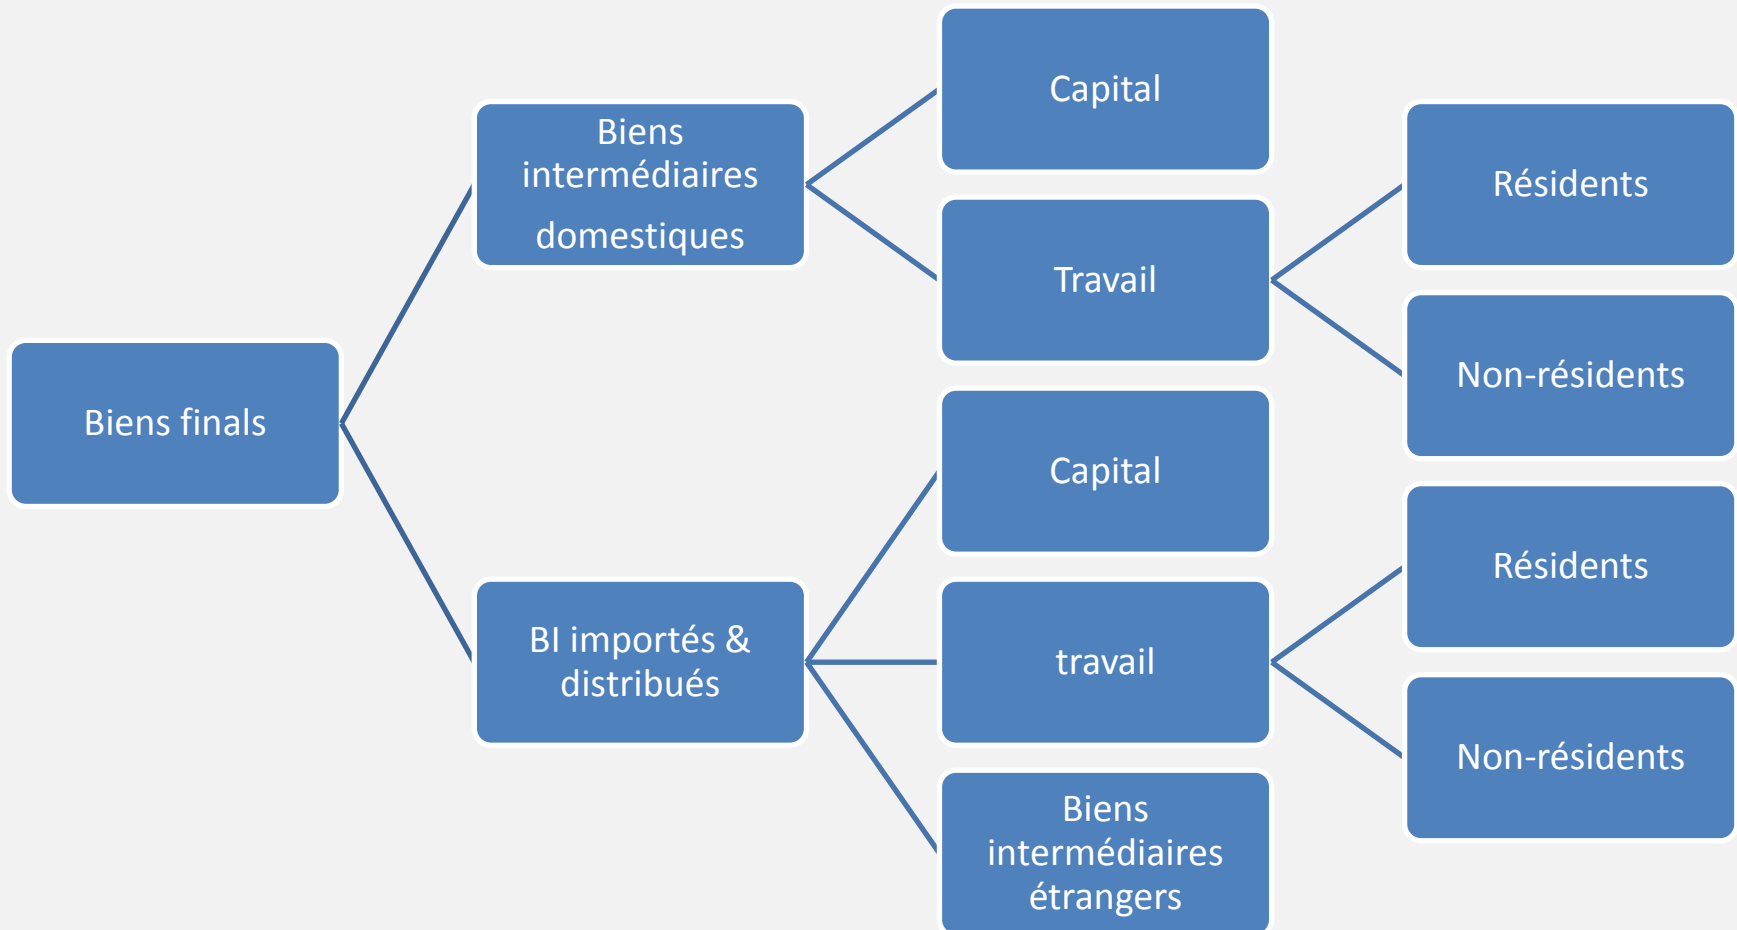 Biens finals
Biens
intermédiaires
domestiques
BI importés &
distribués
Capital
Travail
Capital
travail
Biens
intermédiaires
étrangers
Résidents
Non-résidents
Résidents
Non-résidents